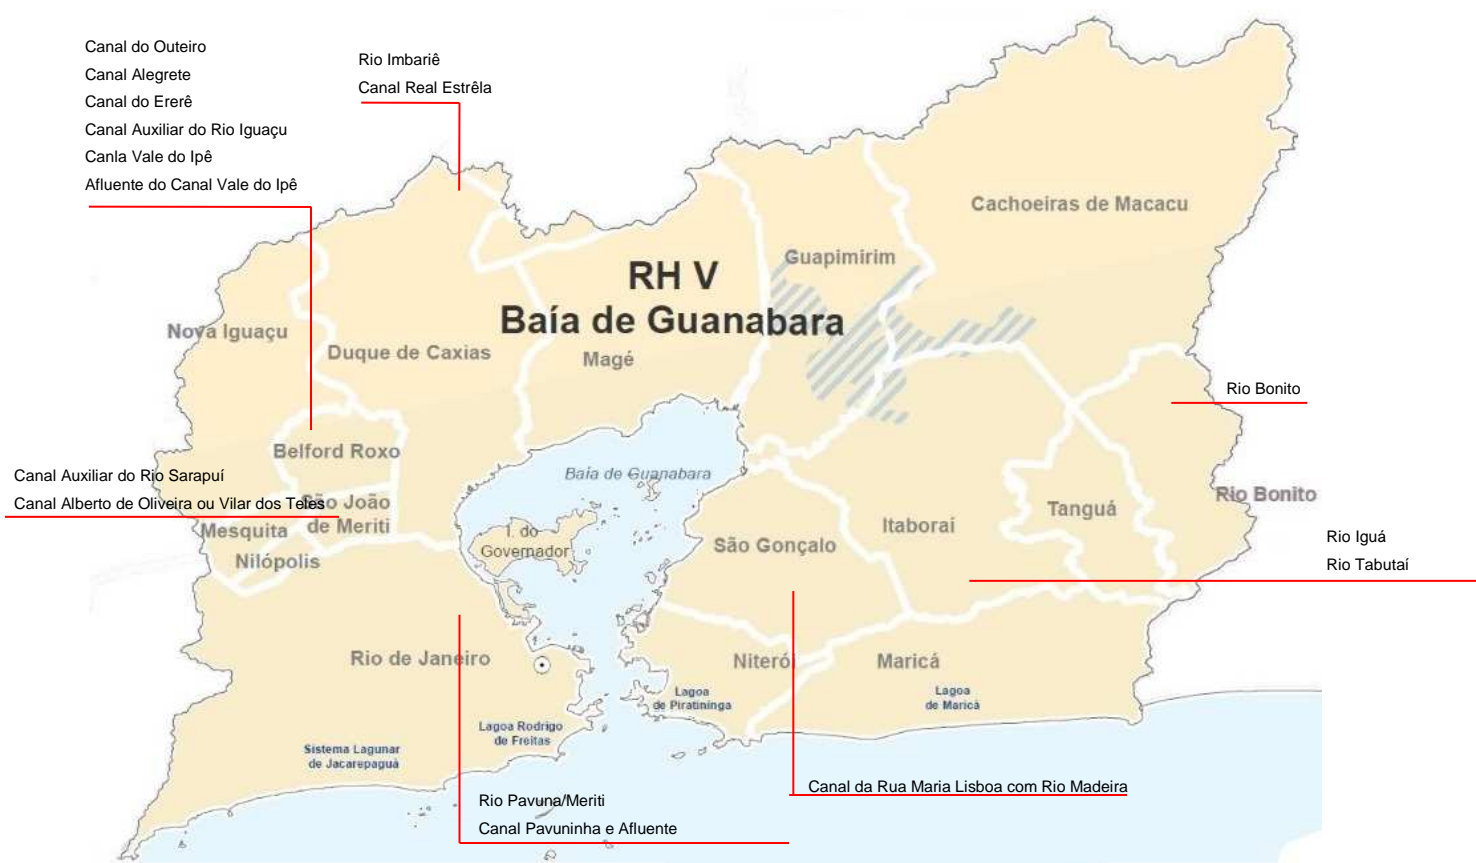 Canal do Outeiro
Canal Alegrete
Canal do Ererê
Canal Auxiliar do Rio Iguaçu
Canla Vale do Ipê
Afluente do Canal Vale do Ipê
Rio Imbariê
Canal Real Estrêla
Cachoeiras de Macacu
Guapimirim
RH V
Baía de Guanabara
Nova Iguaçu
Duque de Caxias
Magé
Rio Bonito
Belford Roxo
Baía de Guanabara
Canal Auxiliar do Rio Sarapuí
Canal Alberto de Oliveira ou Vilar dos Teles
São João
de Meriti
Mesquita
Nilópolis
I. do
Governador
São Gonçalo
Itaboraí
Tanguá
Rio Bonito
Rio Iguá
Rio Tabutaí
Rio de Janeiro
Niterói
Maricá
Lagoa
de Piratininga
Lagoa
de Maricá
Lagoa Rodrigo
de Freitas
Sistema Lagunar
de Jacarepaguá
Rio Pavuna/Meriti
Canal Pavuninha e Afluente
Canal da Rua Maria Lisboa com Rio Madeira